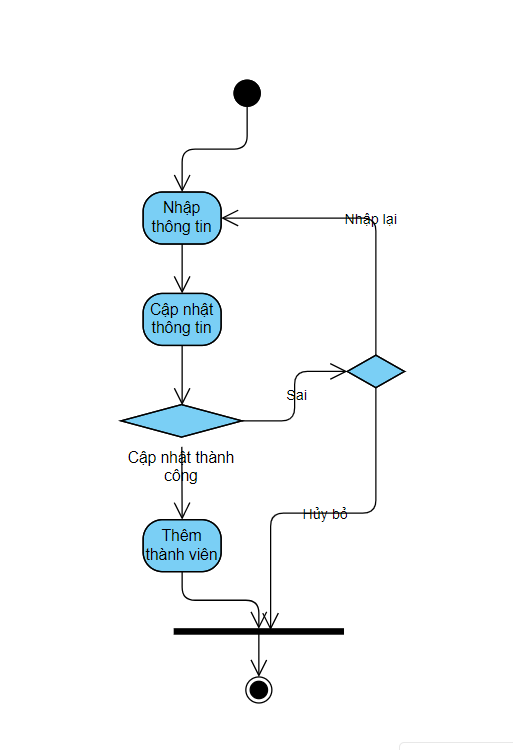 Nhập
thông tin
Nhập lại
Cập nhật
thông tin
Sai
Cập nhật thành
công
Hủy bỏ
Thêm
thành viên